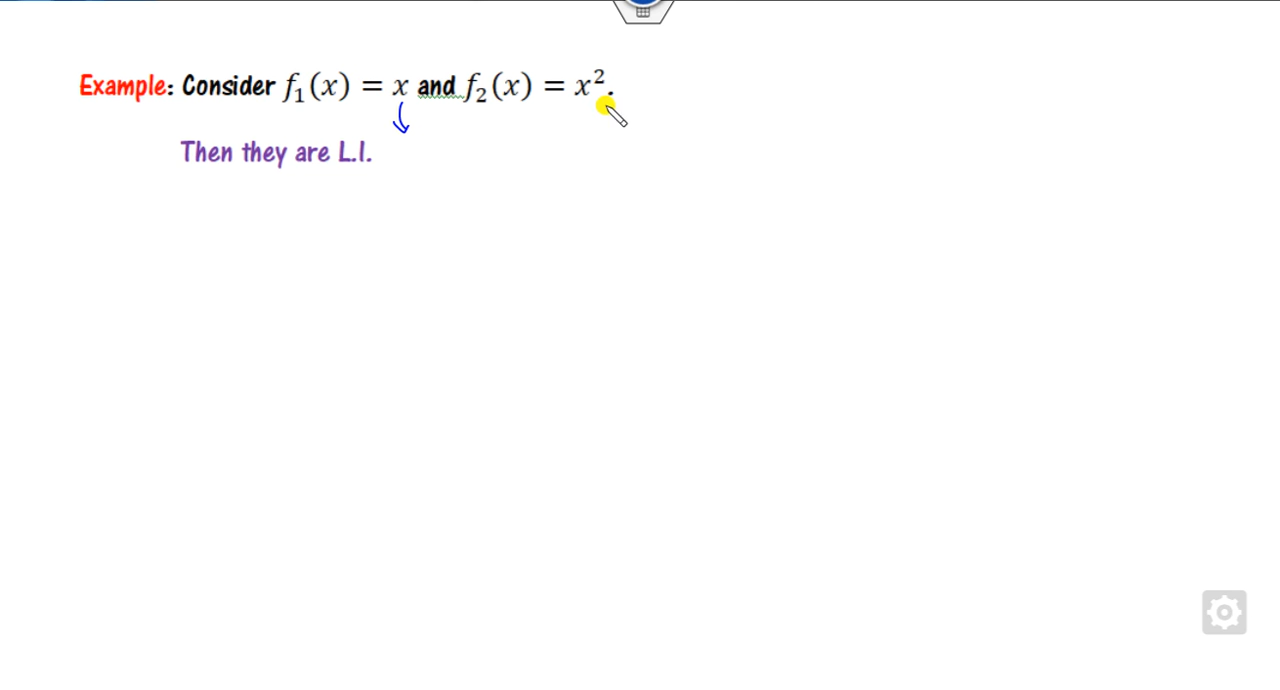 Example: Consider f₁(x) = x and f₂(x) = x².
Then they are L.I.